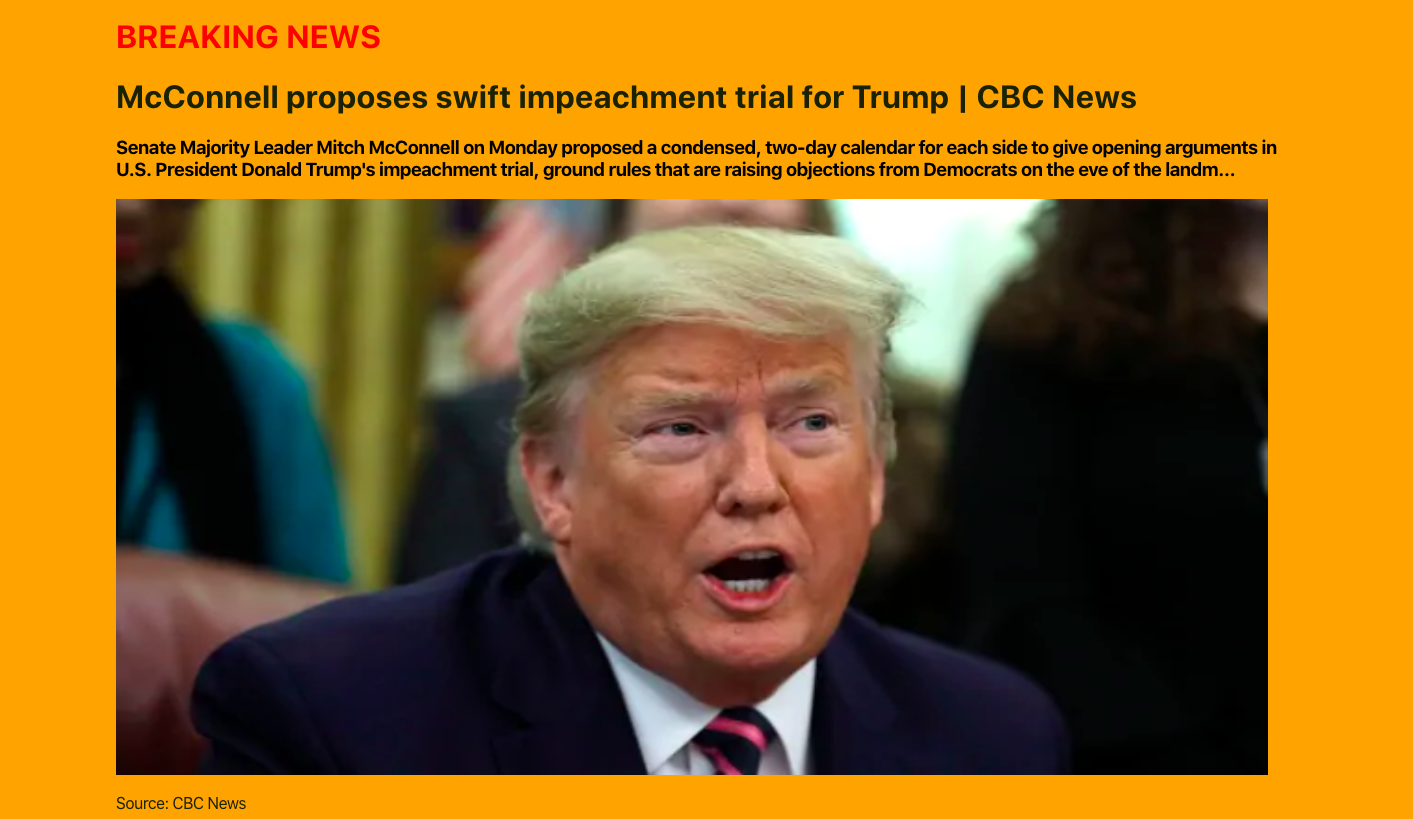 BREAKING NEWS
McConnell proposes swift impeachment trial for Trump | CBC News
Senate Majority Leader Mitch McConnell on Monday proposed a condensed, two-day calendar for each side to give opening arguments in
U.S. President Donald Trump's impeachment trial, ground rules that are raising objections from Democrats on the eve of the landm...
Source: CBC News